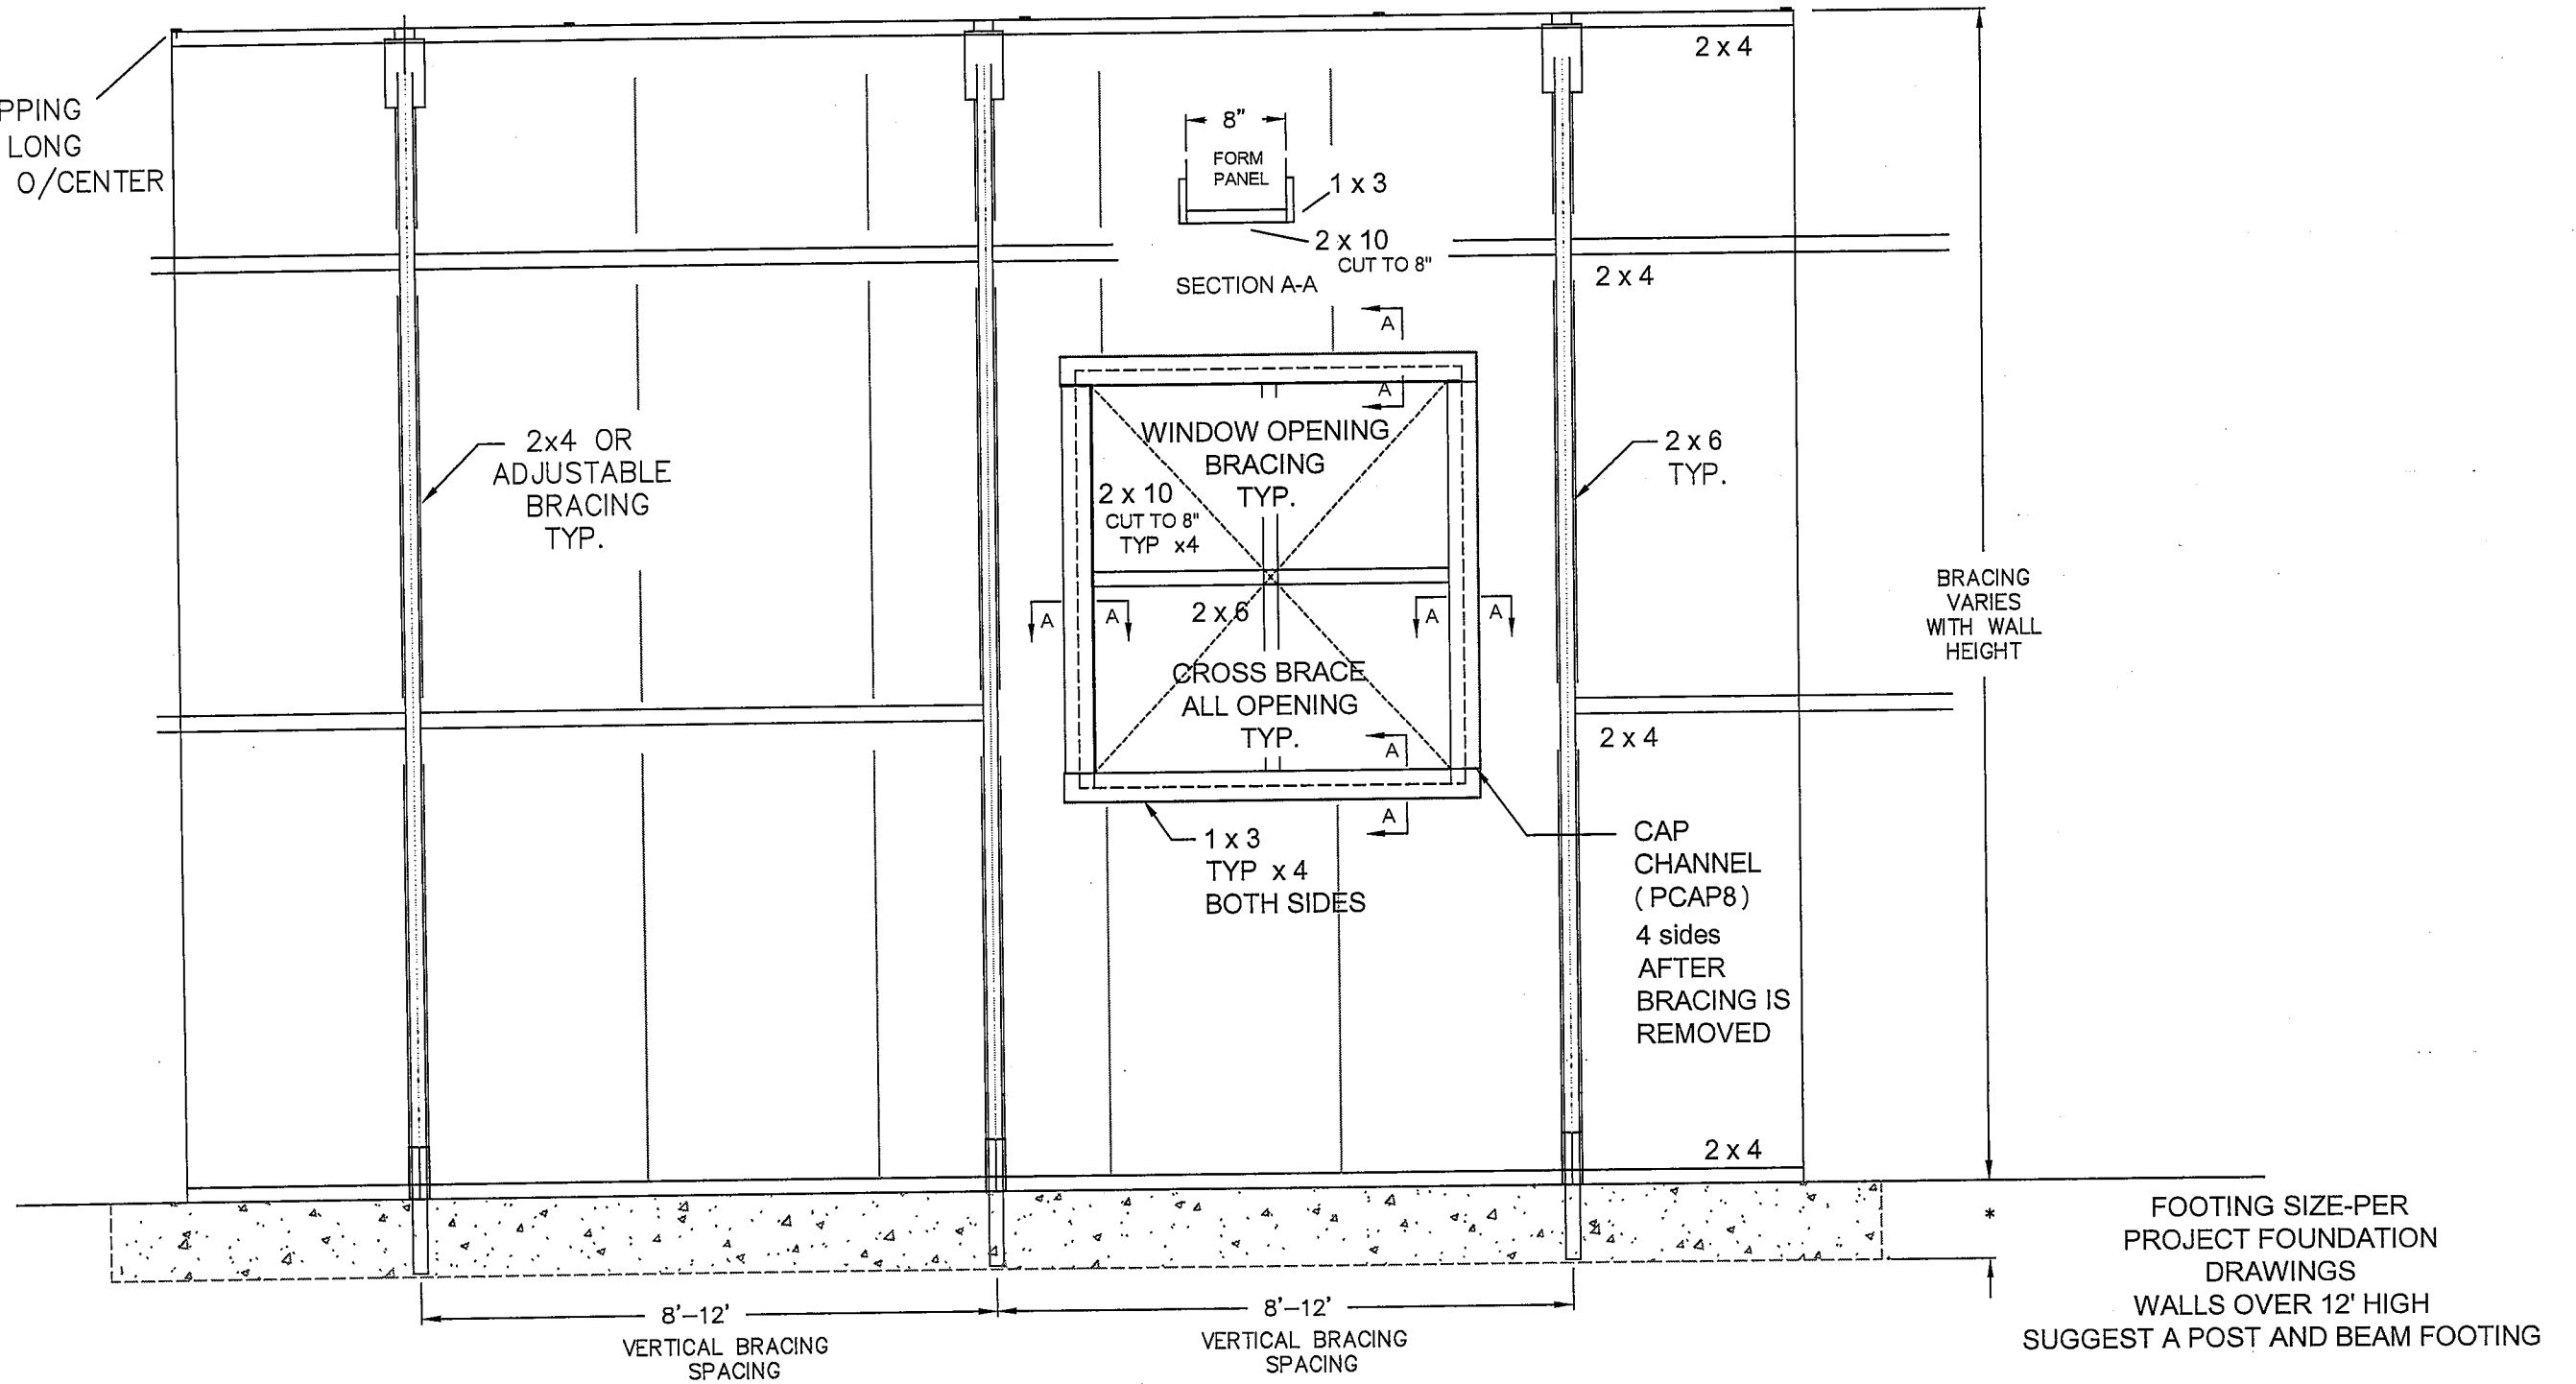 PPING
LONG
O/CENTER
2 x 4
8"
FORM
PANEL
1 x 3
2 x 10
CUT TO 8"
SECTION A-A
2 x 4
A
A
WINDOW OPENING
BRACING
TYP.
2x4 OR
ADJUSTABLE
BRACING
TYP.
2 x 10
CUT TO 8"
TYP x4
2 x 6
TYP.
A
A
2 x 6
A
A
BRACING
VARIES
WITH WALL
HEIGHT
CROSS BRACE
ALL OPENING
TYP.
A
2 x 4
A
1 x 3
TYP x 4
BOTH SIDES
CAP
CHANNEL
(PCAP8)
4 sides
AFTER
BRACING IS
REMOVED
2 x 4
*
FOOTING SIZE-PER
PROJECT FOUNDATION
DRAWINGS
WALLS OVER 12' HIGH
SUGGEST A POST AND BEAM FOOTING
8'-12'
VERTICAL BRACING
SPACING
8'-12'
VERTICAL BRACING
SPACING